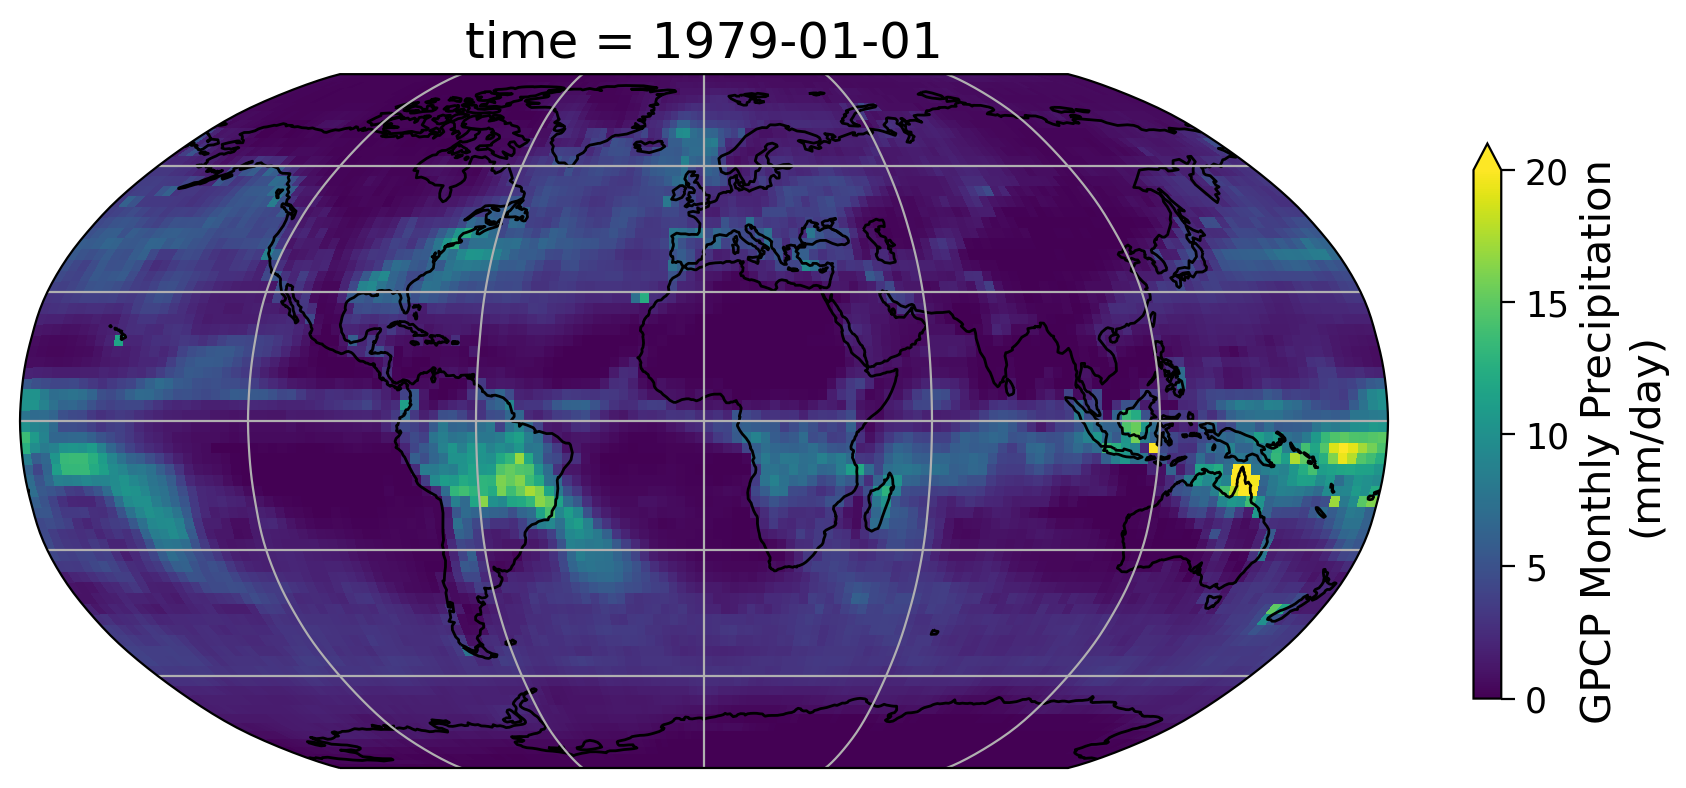 time = 1979-01-01
20
15
10
5
0
GPCP Monthly Precipitation
(mm/day)